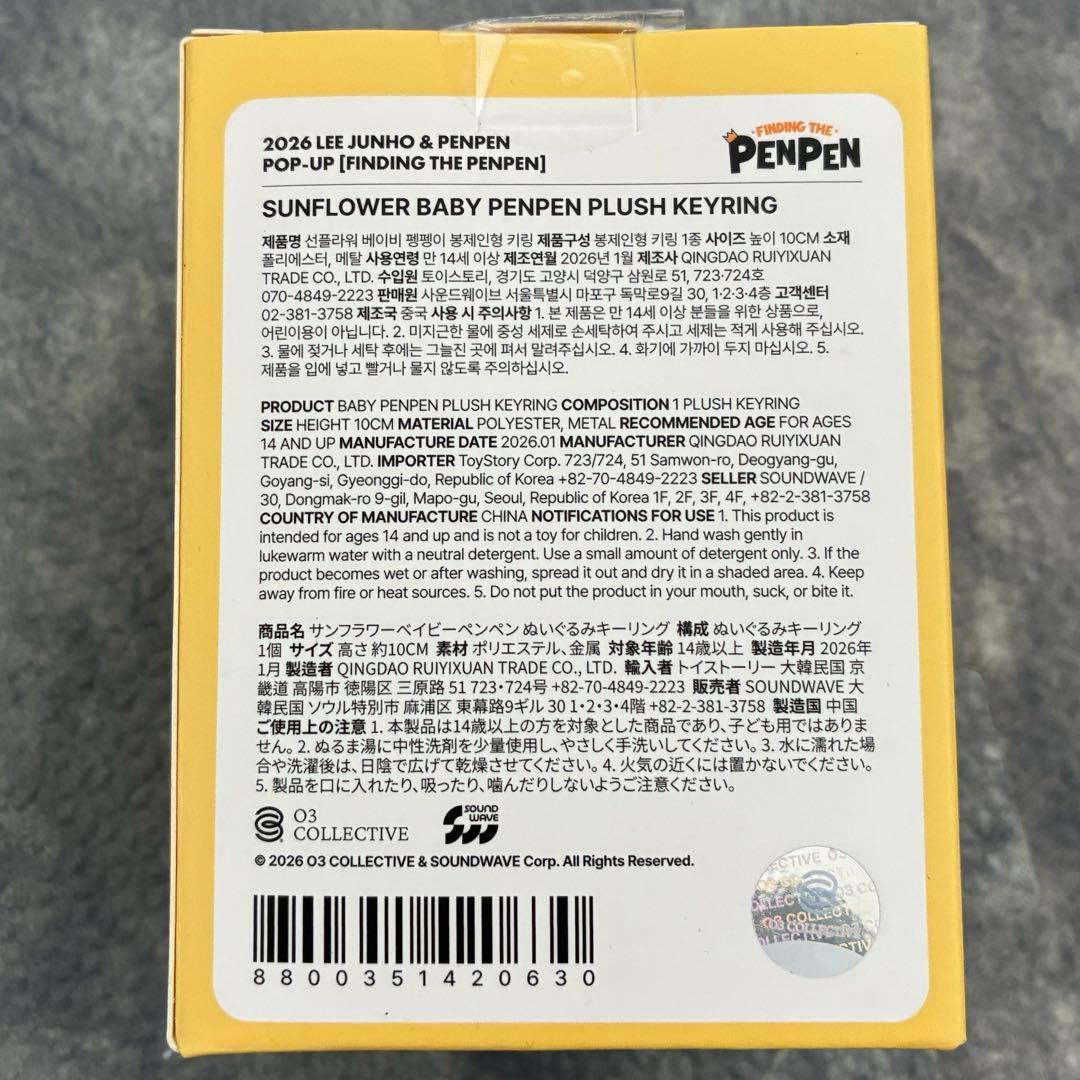 2026 LEE JUNHO & PENPEN
POP-UP [FINDING THE PENPEN]
FINDING THE
PENPEN
SUNFLOWER BABY PENPEN PLUSH KEYRING
제품명 선플라워 베이비 펭펭이 봉제인형 키링 제품구성 봉제인형 키링 1종 사이즈 높이 10CM 소재
폴리에스터, 메탈 사용연령 만 14세 이상 제조연월 2026년 1월 제조사 QINGDAO RUIYIXUAN
TRADE CO., LTD. 수입원 토이스토리, 경기도 고양시 덕양구 삼원로 51, 723·724호
070-4849-2223 판매원 사운드웨이브 서울특별시 마포구 독막로9길 30, 1·2·3·4층 고객센터
02-381-3758 제조국 중국 사용 시 주의사항 1. 본 제품은 만 14세 이상 분들을 위한 상품으로,
어린이용이 아닙니다. 2. 미지근한 물에 중성 세제로 손세탁하여 주시고 세제는 적게 사용해 주십시오.
3. 물에 젖거나 세탁 후에는 그늘진 곳에 펴서 말려주십시오. 4. 화기에 가까이 두지 마십시오. 5.
제품을 입에 넣고 빨거나 물지 않도록 주의하십시오.
PRODUCT BABY PENPEN PLUSH KEYRING COMPOSITION 1 PLUSH KEYRING
SIZE HEIGHT 10CM MATERIAL POLYESTER, METAL RECOMMENDED AGE FOR AGES
14 AND UP MANUFACTURE DATE 2026.01 MANUFACTURER QINGDAO RUIYIXUAN
TRADE CO., LTD. IMPORTER ToyStory Corp. 723/724, 51 Samwon-ro, Deogyang-gu,
Goyang-si, Gyeonggi-do, Republic of Korea +82-70-4849-2223 SELLER SOUNDWAVE /
30, Dongmak-ro 9-gil, Mapo-gu, Seoul, Republic of Korea 1F, 2F, 3F, 4F, +82-2-381-3758
COUNTRY OF MANUFACTURE CHINA NOTIFICATIONS FOR USE 1. This product is
intended for ages 14 and up and is not a toy for children. 2. Hand wash gently in
lukewarm water with a neutral detergent. Use a small amount of detergent only. 3. If the
product becomes wet or after washing, spread it out and dry it in a shaded area. 4. Keep
away from fire or heat sources. 5. Do not put the product in your mouth, suck, or bite it.
商品名 サンフラワーベイビーペンペン ぬいぐるみキーリング 構成 ぬいぐるみキーリング
1個 サイズ 高さ 約10CM 素材 ポリエステル、金属 対象年齢 14歳以上 製造年月 2026年
1月 製造者 QINGDAO RUIYIXUAN TRADE CO., LTD. 輸入者 トイストーリー 大韓民国 京
畿道 高陽市 徳陽区 三原路 51 723・724号 +82-70-4849-2223 販売者 SOUNDWAVE 大
韓民国 ソウル特別市 麻浦区 東幕路9ギル 30 1・2・3・4階 +82-2-381-3758 製造国 中国
ご使用上の注意 1. 本製品は14歳以上の方を対象とした商品であり、子ども用ではありま
せん。2. ぬるま湯に中性洗剤を少量使用し、やさしく手洗いしてください。3. 水に濡れた場
合や洗濯後は、日陰で広げて乾燥させてください。4. 火気の近くには置かないでください。
5. 製品を口に入れたり、吸ったり、噛んだりしないようご注意ください。
O3
COLLECTIVE
SOUND
WAVE
© 2026 O3 COLLECTIVE & SOUNDWAVE Corp. All Rights Reserved.
8800351420630
O3 COLLECTIVE